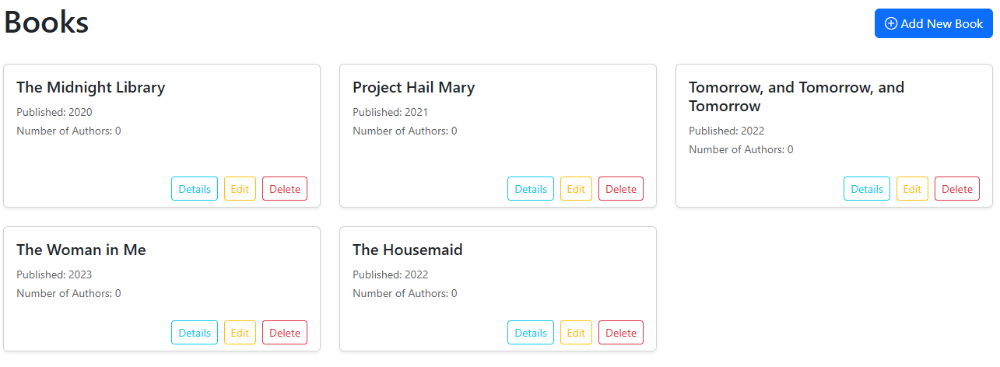 Books
Add New Book
The Midnight Library
Published: 2020
Number of Authors: 0
Details Edit Delete
Project Hail Mary
Published: 2021
Number of Authors: 0
Details Edit Delete
Tomorrow, and Tomorrow, and
Tomorrow
Published: 2022
Number of Authors: 0
Details Edit Delete
The Woman in Me
Published: 2023
Number of Authors: 0
Details Edit Delete
The Housemaid
Published: 2022
Number of Authors: 0
Details Edit Delete